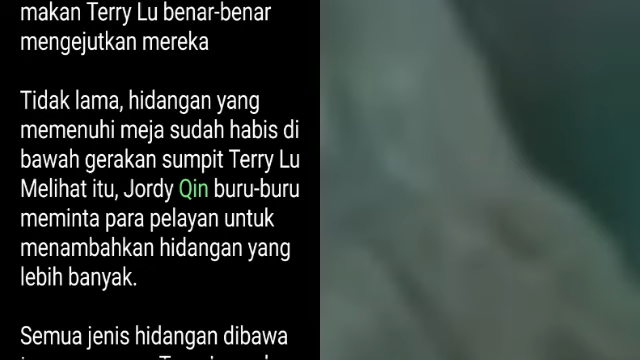 makan Terry Lu benar-benar
mengejutkan mereka
Tidak lama, hidangan yang
memenuhi meja sudah habis di
bawah gerakan sumpit Terry Lu
Melihat itu, Jordy Qin buru-buru
meminta para pelayan untuk
menambahkan hidangan yang
lebih banyak.
Semua jenis hidangan dibawa